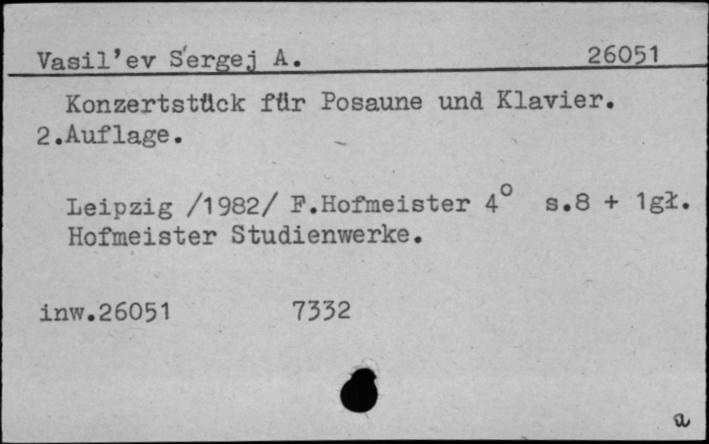 Vasil'ev Sergej A. 26051
Konzertstück für Posaune und Klavier.
2.Auflage.
Leipzig /1982/ F.Hofmeister 4° s.8 + 1gł.
Hofmeister Studienwerke.
inw.26051 7332
a